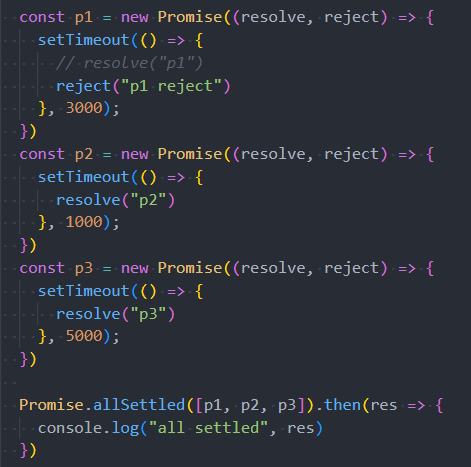 const p1 = new Promise((resolve, reject) => {
  setTimeout(() => {
    // resolve("p1")
    reject("p1 reject")
  }, 3000);
})
const p2 = new Promise((resolve, reject) => {
  setTimeout(() => {
    resolve("p2")
  }, 1000);
})
const p3 = new Promise((resolve, reject) => {
  setTimeout(() => {
    resolve("p3")
  }, 5000);
})

Promise.allSettled([p1, p2, p3]).then(res => {
  console.log("all settled", res)
})